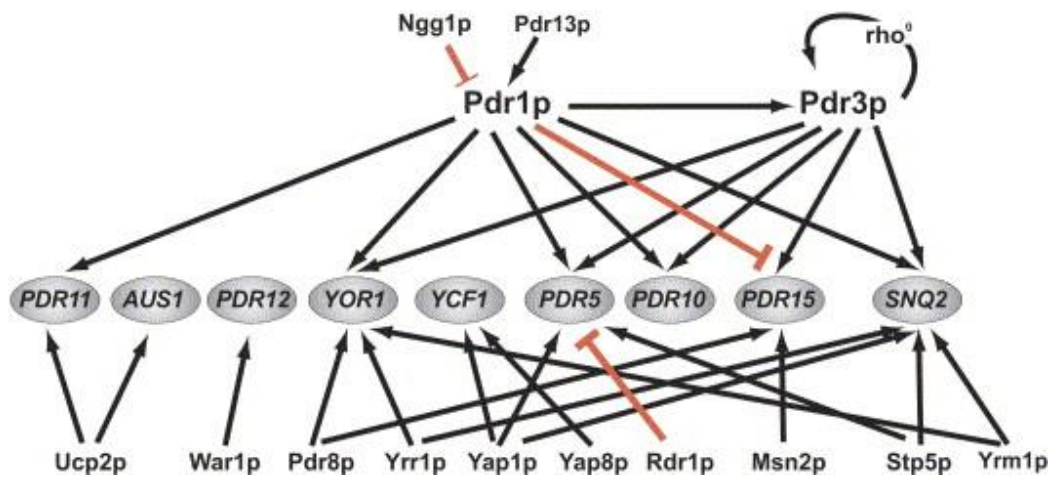 Ngg1p Pdr13p rho⁰
Pdr1p Pdr3p
PDR11 AUS1 PDR12 YOR1 YCF1 PDR5 PDR10 PDR15 SNQ2
Ucp2p War1p Pdr8p Yrr1p Yap1p Yap8p Rdr1p Msn2p Stp5p Yrm1p